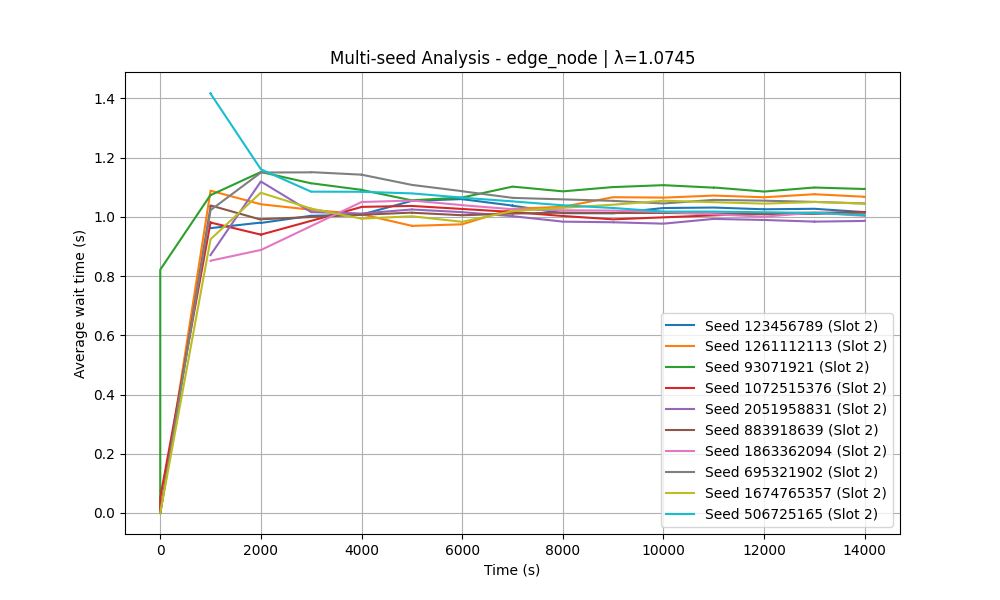 Multi-seed Analysis - edge_node | λ=1.0745
Average wait time (s)
1.4
1.2
1.0
0.8
0.6
0.4
0.2
0.0
Seed 123456789 (Slot 2)
Seed 1261112113 (Slot 2)
Seed 93071921 (Slot 2)
Seed 1072515376 (Slot 2)
Seed 2051958831 (Slot 2)
Seed 883918639 (Slot 2)
Seed 1863362094 (Slot 2)
Seed 695321902 (Slot 2)
Seed 1674765357 (Slot 2)
Seed 506725165 (Slot 2)
0 2000 4000 6000 8000 10000 12000 14000
Time (s)